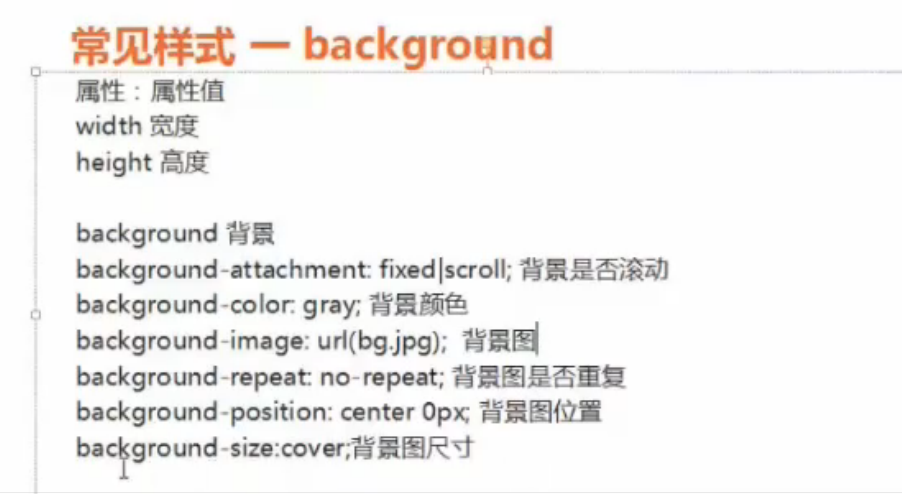 常见样式 一 background
属性：属性值
width 宽度
height 高度
background 背景
background-attachment: fixed|scroll; 背景是否滚动
background-color: gray; 背景颜色
background-image: url(bg.jpg);  背景图
background-repeat: no-repeat; 背景图是否重复
background-position: center 0px; 背景图位置
background-size:cover;背景图尺寸